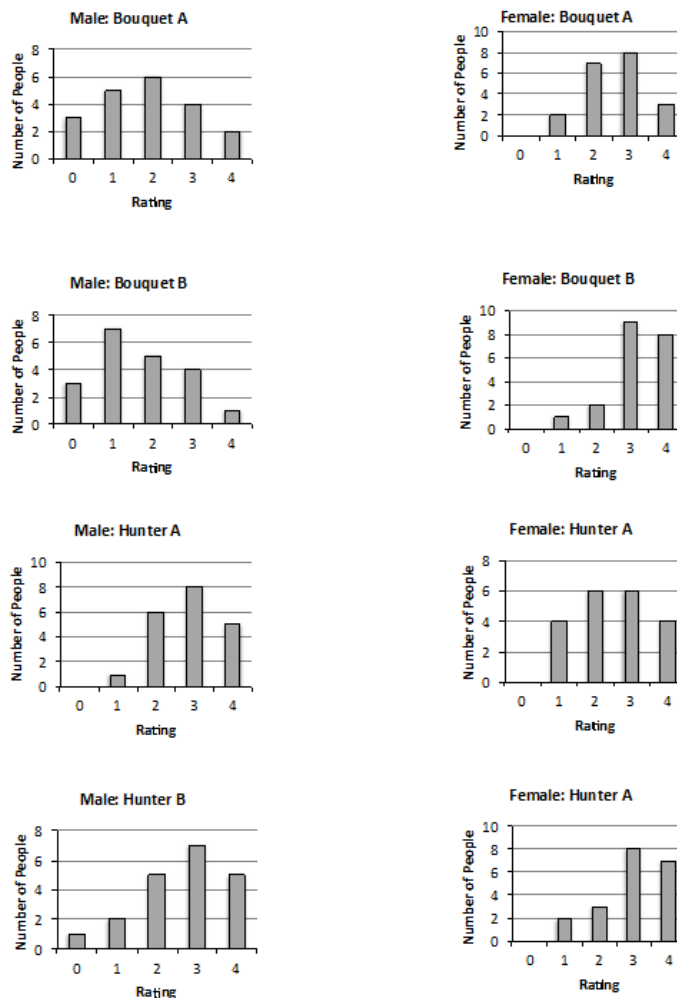 Male: Bouquet A
8
6
4
2
0
Number of People
0 1 2 3 4
Rating
Female: Bouquet A
10
8
6
4
2
0
Number of People
0 1 2 3 4
Rating
Male: Bouquet B
8
6
4
2
0
Number of People
0 1 2 3 4
Rating
Female: Bouquet B
10
8
6
4
2
0
Number of People
0 1 2 3 4
Rating
Male: Hunter A
10
8
6
4
2
0
Number of People
0 1 2 3 4
Rating
Female: Hunter A
8
6
4
2
0
Number of People
0 1 2 3 4
Rating
Male: Hunter B
8
6
4
2
0
Number of People
0 1 2 3 4
Rating
Female: Hunter A
10
8
6
4
2
0
Number of People
0 1 2 3 4
Rating